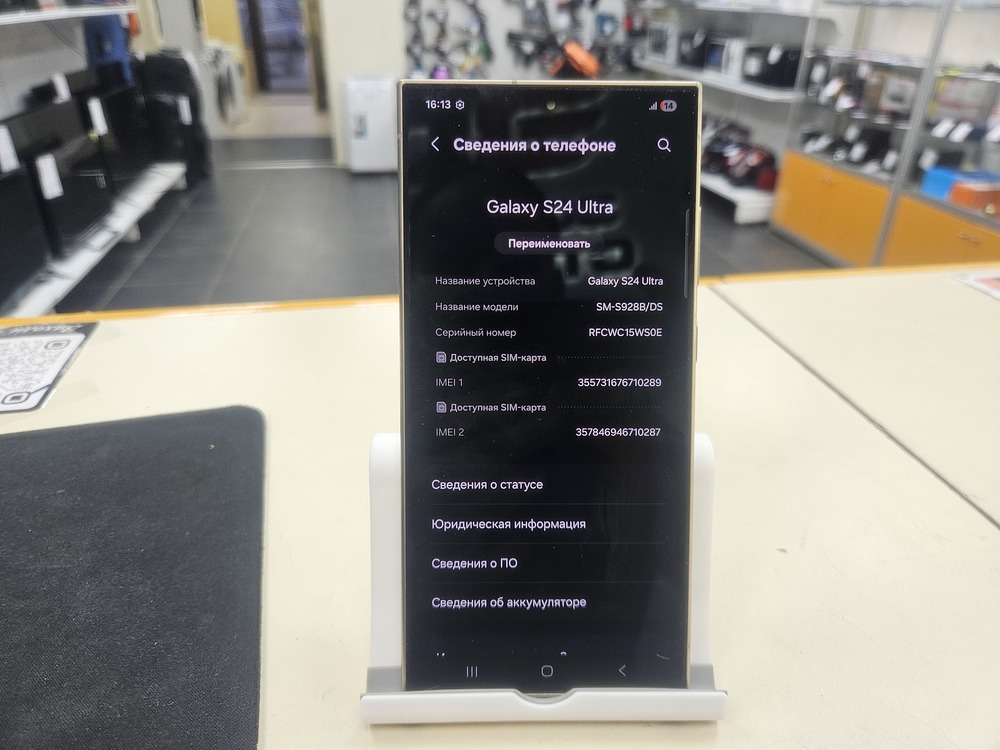 16:13
14
Сведения о телефоне
Galaxy S24 Ultra
Переименовать
Название устройства Galaxy S24 Ultra
Название модели SM-S928B/DS
Серийный номер RFCWC15WS0E
Доступная SIM-карта
IMEI 1 355731676710289
Доступная SIM-карта
IMEI 2 357846946710287
Сведения о статусе
Юридическая информация
Сведения о ПО
Сведения об аккумуляторе